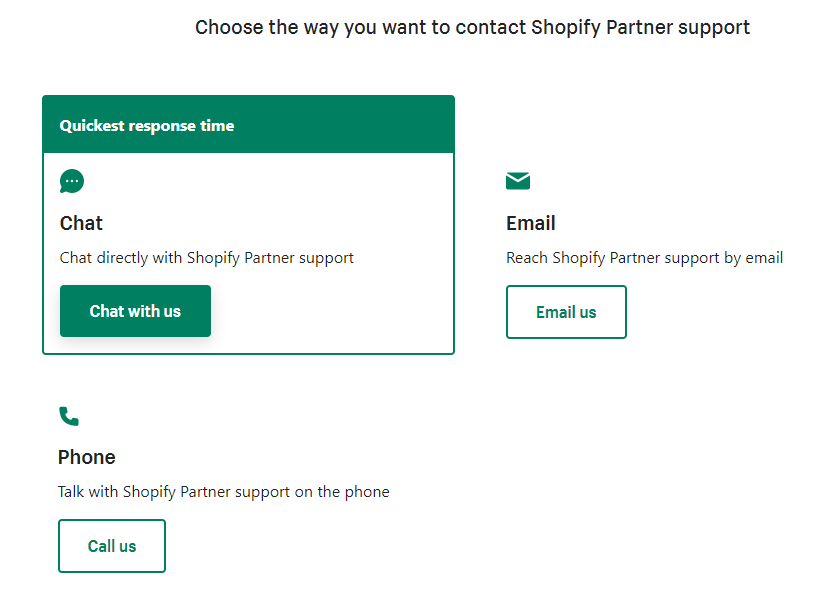 Choose the way you want to contact Shopify Partner support
Quickest response time
Chat
Chat directly with Shopify Partner support
Chat with us
Email
Reach Shopify Partner support by email
Email us
Phone
Talk with Shopify Partner support on the phone
Call us